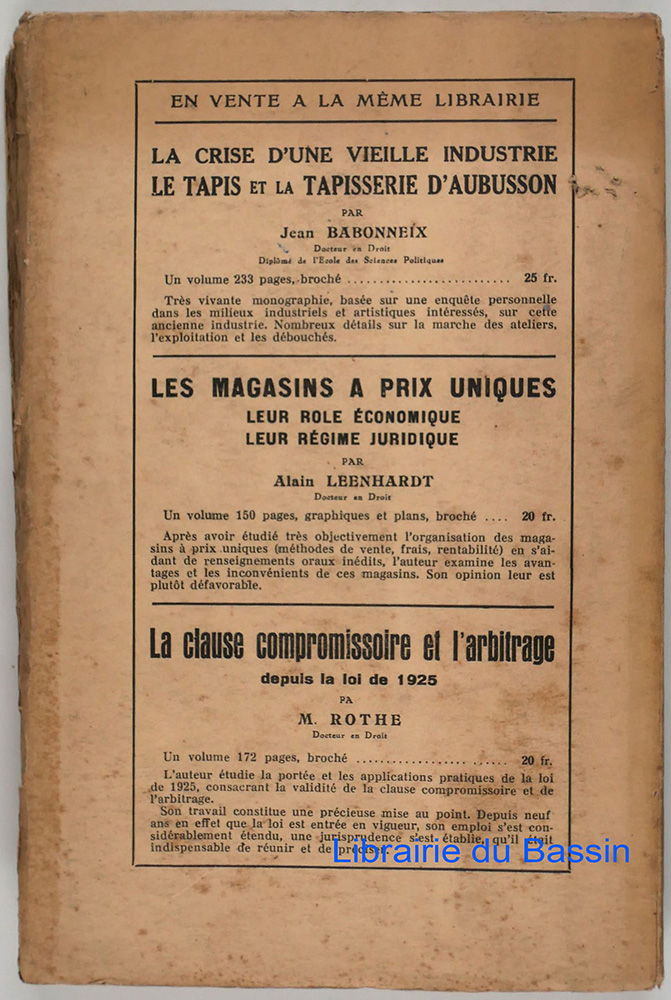 EN VENTE A LA MÊME LIBRAIRIE
LA CRISE D'UNE VIEILLE INDUSTRIE
LE TAPIS ET LA TAPISSERIE D'AUBUSSON
PAR
Jean BABONNEIX
Docteur en Droit
Diplômé de l'Ecole des Sciences Politiques
Un volume 233 pages, broché .......................... 25 fr.
Très vivante monographie, basée sur une enquête personnelle
dans les milieux industriels et artistiques intéressés, sur cette
ancienne industrie. Nombreux détails sur la marche des ateliers,
l'exploitation et les débouchés.
LES MAGASINS A PRIX UNIQUES
LEUR ROLE ÉCONOMIQUE
LEUR RÉGIME JURIDIQUE
PAR
Alain LEENHARDT
Docteur en Droit
Un volume 150 pages, graphiques et plans, broché .... 20 fr.
Après avoir étudié très objectivement l'organisation des maga-
sins à prix uniques (méthodes de vente, frais, rentabilité) en s'ai-
dant de renseignements oraux inédits, l'auteur examine les avan-
tages et les inconvénients de ces magasins. Son opinion leur est
plutôt défavorable.
La clause compromissoire et l'arbitrage
depuis la loi de 1925
PA
M. ROTHE
Docteur en Droit
Un volume 172 pages, broché ......................... 20 fr.
L'auteur étudie la portée et les applications pratiques de la loi
de 1925, consacrant la validité de la clause compromissoire et de
l'arbitrage.
Son travail constitue une précieuse mise au point. Depuis neuf
ans en effet que la loi est entrée en vigueur, son emploi s'est con-
sidérablement étendu, une jurisprudence s'est établie, qu'il était
indispensable de réunir et de préciser.
Librairie du Bassin